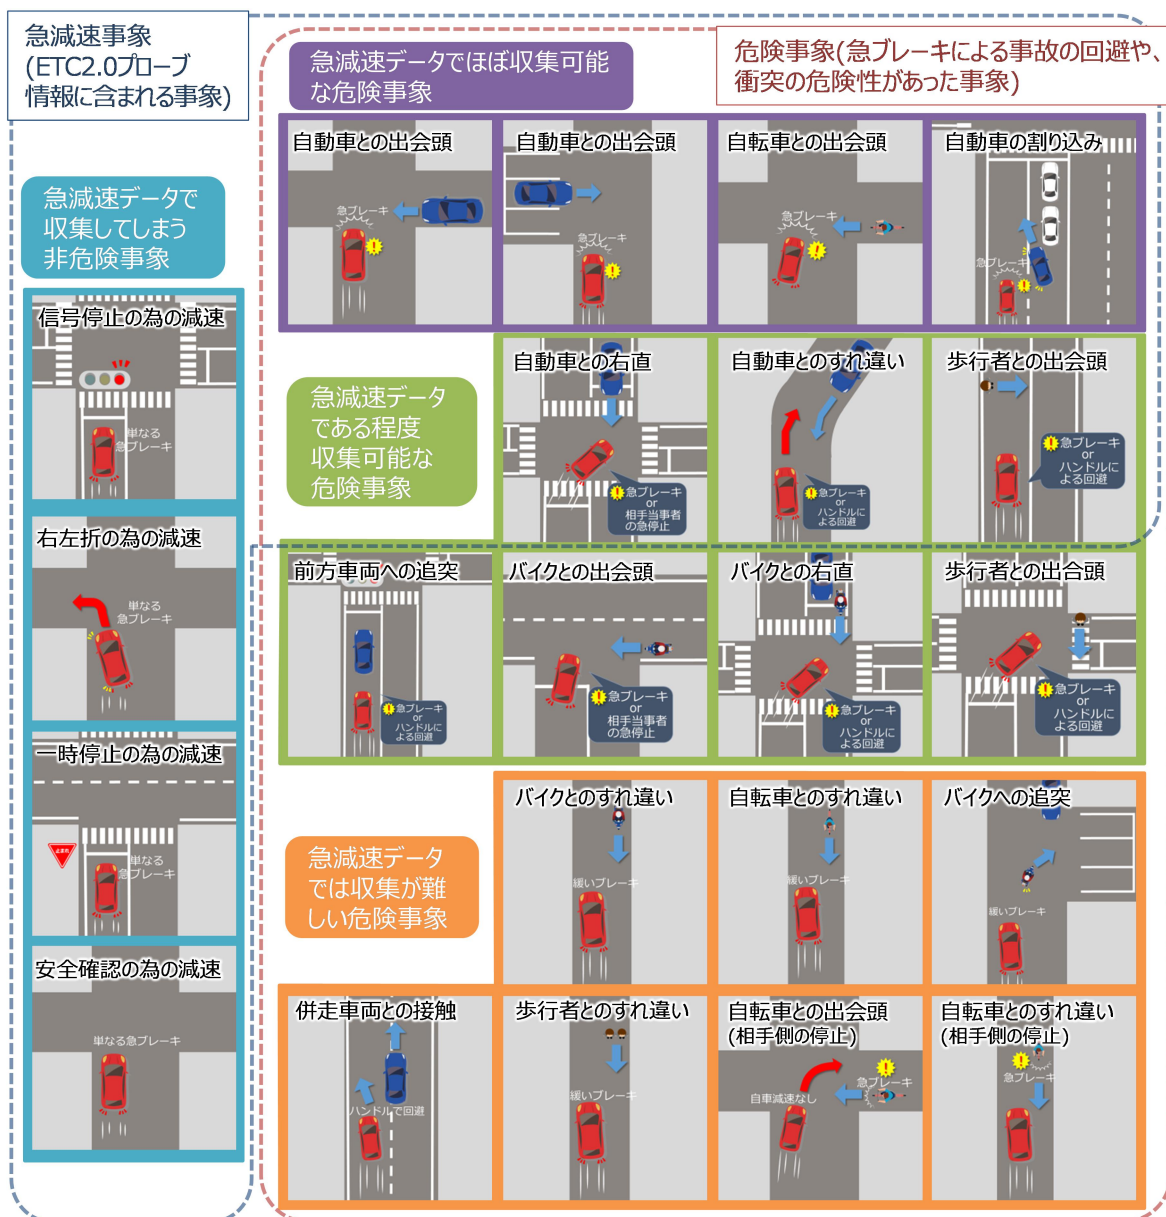 急減速事象
(ETC2.0プローブ
情報に含まれる事象)
急減速データでほぼ収集可能
な危険事象
危険事象(急ブレーキによる事故の回避や、
衝突の危険性があった事象)
急減速データで
収集してしまう
非危険事象
自動車との出会頭
急ブレーキ
自動車との出会頭
急ブレーキ
自転車との出会頭
急ブレーキ
自動車の割り込み
急ブレーキ
信号停止の為の減速
単なる
急ブレーキ
急減速データ
である程度
収集可能な
危険事象
自動車との右直
急ブレーキ
or
相手当事者
の急停止
自動車とのすれ違い
急ブレーキ
or
ハンドルに
よる回避
歩行者との出会頭
急ブレーキ
or
ハンドルに
よる回避
右左折の為の減速
単なる
急ブレーキ
前方車両への追突
急ブレーキ
or
ハンドルに
よる回避
バイクとの出会頭
急ブレーキ
or
相手当事者
の急停止
バイクとの右直
急ブレーキ
or
ハンドルに
よる回避
歩行者との出合頭
急ブレーキ
or
ハンドルに
よる回避
一時停止の為の減速
単なる
急ブレーキ
急減速データ
では収集が難
しい危険事象
バイクとのすれ違い
緩いブレーキ
自転車とのすれ違い
緩いブレーキ
バイクへの追突
緩いブレーキ
安全確認の為の減速
単なる急ブレーキ
併走車両との接触
ハンドルで回避
歩行者とのすれ違い
緩いブレーキ
自転車との出会頭
(相手側の停止)
急ブレーキ
自車減速なし
自転車とのすれ違い
(相手側の停止)
急ブレーキ